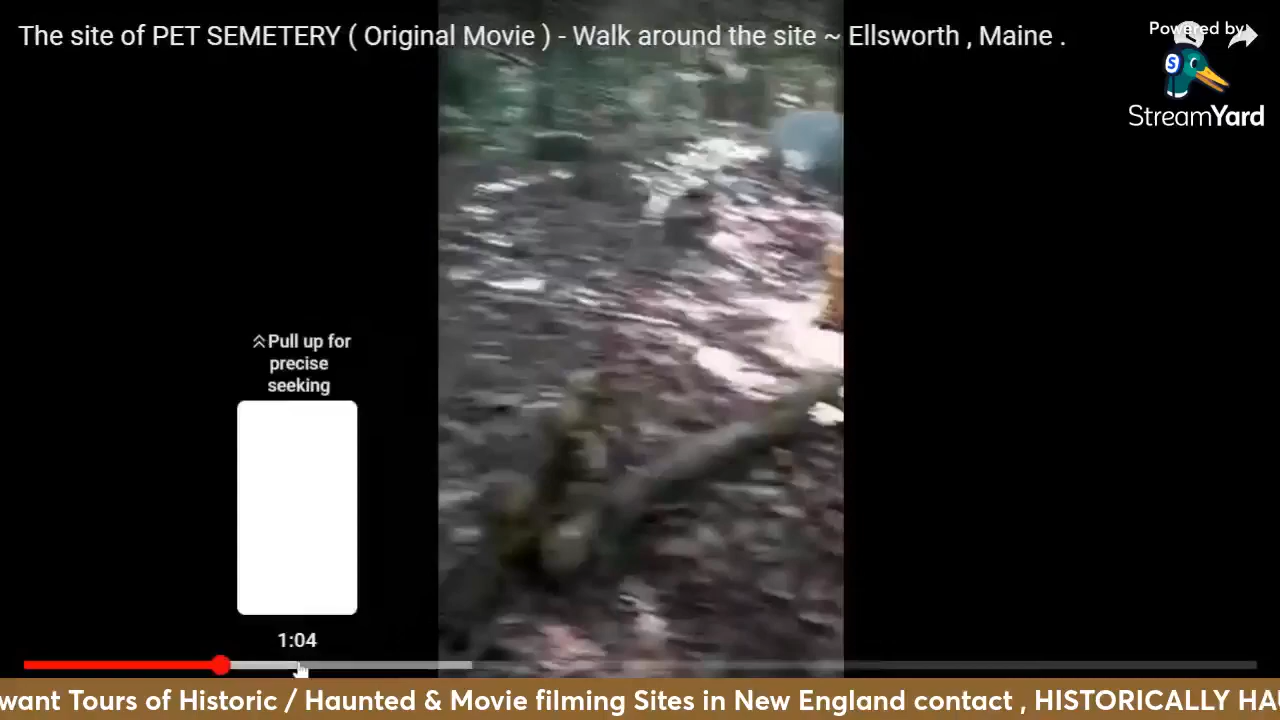 The site of PET SEMETERY ( Original Movie ) - Walk around the site ~ Ellsworth , Maine .
Powered by
S
StreamYard
Pull up for
precise
seeking
1:04
want Tours of Historic / Haunted & Movie filming Sites in New England contact , HISTORICALLY HA